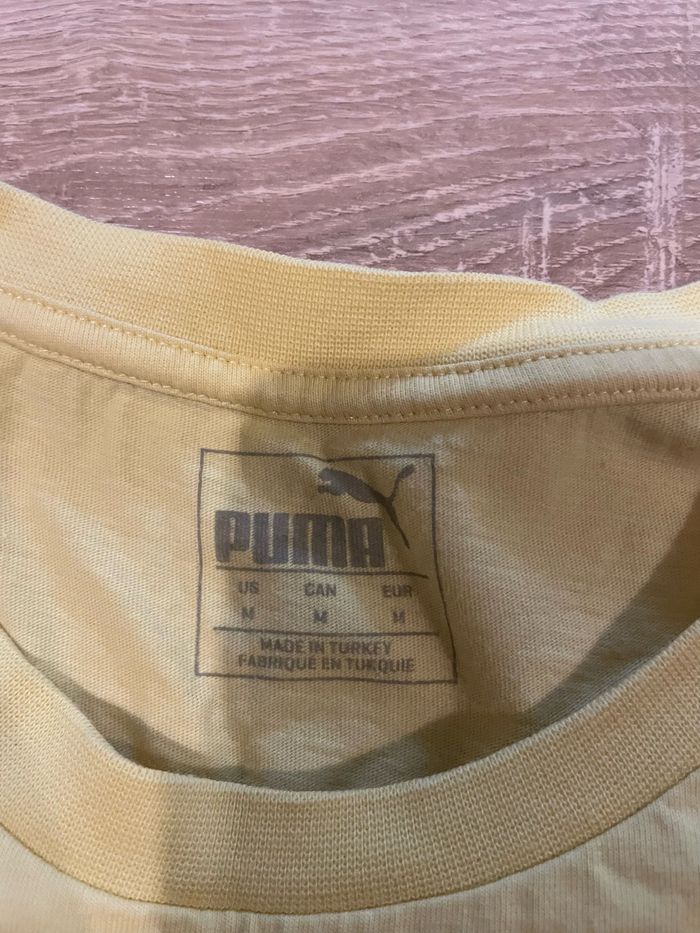 PUMA
US CAN EUR
M M M
MADE IN TURKEY
FABRIQUE EN TURQUIE